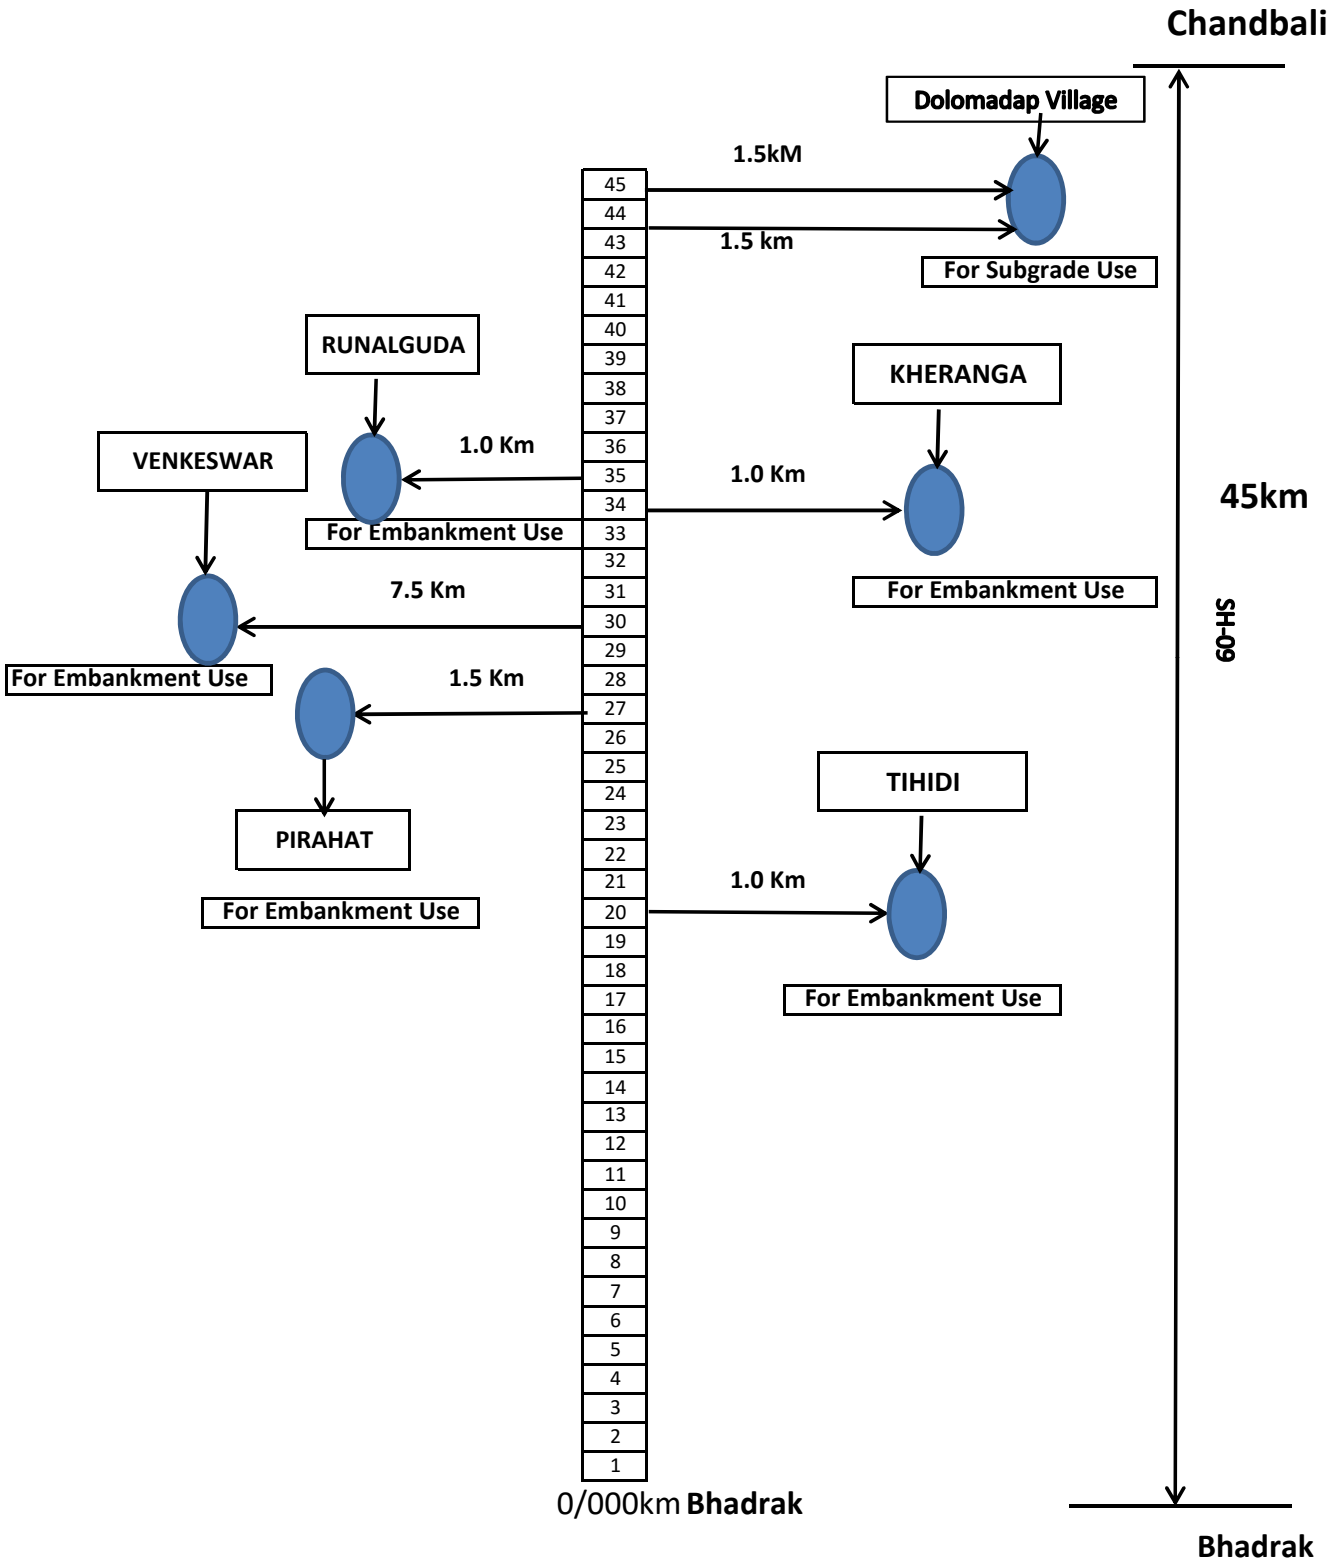 Chandbali
Dolomadap Village
1.5kM
45
44
1.5 km
43
For Subgrade Use
42
41
40
RUNALGUDA
39
KHERANGA
38
37
1.0 Km
36
VENKESWAR
1.0 Km
35
45km
34
For Embankment Use
33
32
7.5 Km
31
For Embankment Use
SH-09
30
29
For Embankment Use
1.5 Km
28
27
26
25
TIHIDI
24
23
PIRAHAT
22
21
1.0 Km
For Embankment Use
20
19
18
17
For Embankment Use
16
15
14
13
12
11
10
9
8
7
6
5
4
3
2
1
0/000km Bhadrak
Bhadrak